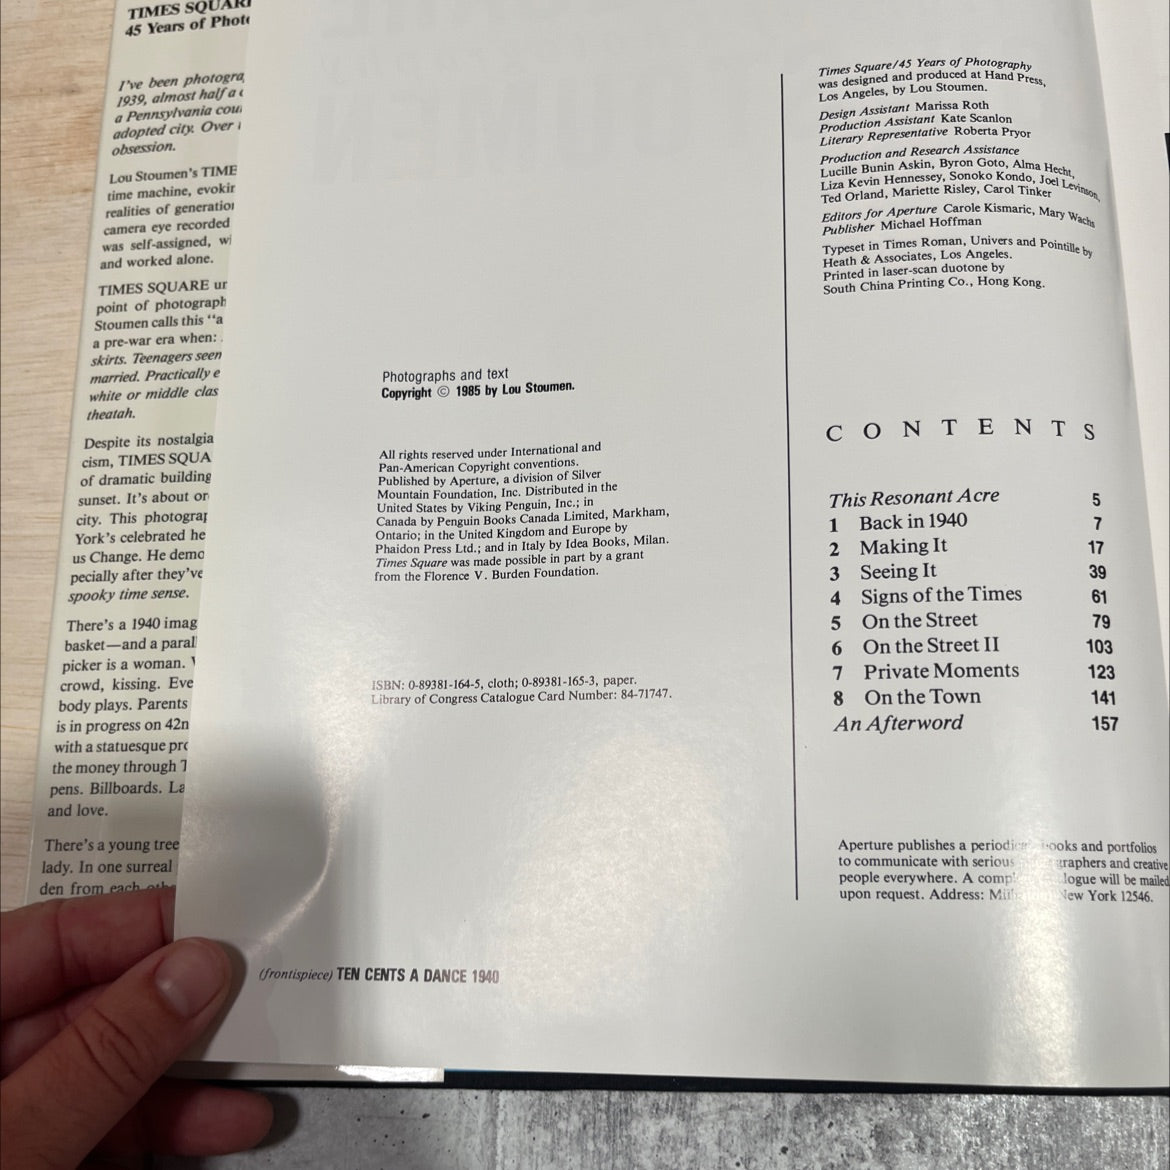 TIMES SQUARE
45 Years of Photo
I've been photogra
1939, almost half a c
a Pennsylvania coun
adopted city. Over
obsession.
Lou Stoumen's TIME
time machine, evokin
realities of generation
camera eye recorded
was self-assigned, wi
and worked alone.
TIMES SQUARE ur
point of photograph
Stoumen calls this "a
a pre-war era when:
skirts. Teenagers seen
married. Practically e
white or middle clas
theatah.
Despite its nostalgia
cism, TIMES SQUA
of dramatic building
sunset. It's about or
city. This photograp
York's celebrated he
us Change. He demo
pecially after they've
spooky time sense.
There's a 1940 imag
basket—and a paral
picker is a woman.
crowd, kissing. Eve
body plays. Parents
is in progress on 42n
with a statuesque pro
the money through T
pens. Billboards. La
and love.
There's a young tree
lady. In one surreal
den from each othe
Photographs and text
Copyright © 1985 by Lou Stoumen.
All rights reserved under International and
Pan-American Copyright conventions.
Published by Aperture, a division of Silver
Mountain Foundation, Inc. Distributed in the
United States by Viking Penguin, Inc.; in
Canada by Penguin Books Canada Limited, Markham,
Ontario; in the United Kingdom and Europe by
Phaidon Press Ltd.; and in Italy by Idea Books, Milan.
Times Square was made possible in part by a grant
from the Florence V. Burden Foundation.
ISBN: 0-89381-164-5, cloth; 0-89381-165-3, paper.
Library of Congress Catalogue Card Number: 84-71747.
(frontispiece) TEN CENTS A DANCE 1940
Times Square/45 Years of Photography
was designed and produced at Hand Press,
Los Angeles, by Lou Stoumen.
Design Assistant Marissa Roth
Production Assistant Kate Scanlon
Literary Representative Roberta Pryor
Production and Research Assistance
Lucille Bunin Askin, Byron Goto, Alma Hecht,
Liza Kevin Hennessey, Sonoko Kondo, Joel Levinson,
Ted Orland, Mariette Risley, Carol Tinker
Editors for Aperture Carole Kismaric, Mary Wachs
Publisher Michael Hoffman
Typeset in Times Roman, Univers and Pointille by
Heath & Associates, Los Angeles.
Printed in laser-scan duotone by
South China Printing Co., Hong Kong.
CONTENTS
This Resonant Acre 5
1 Back in 1940 7
2 Making It 17
3 Seeing It 39
4 Signs of the Times 61
5 On the Street 79
6 On the Street II 103
7 Private Moments 123
8 On the Town 141
An Afterword 157
Aperture publishes a periodical, books and portfolios
to communicate with serious photographers and creative
people everywhere. A complete catalogue will be mailed
upon request. Address: New York 12546.